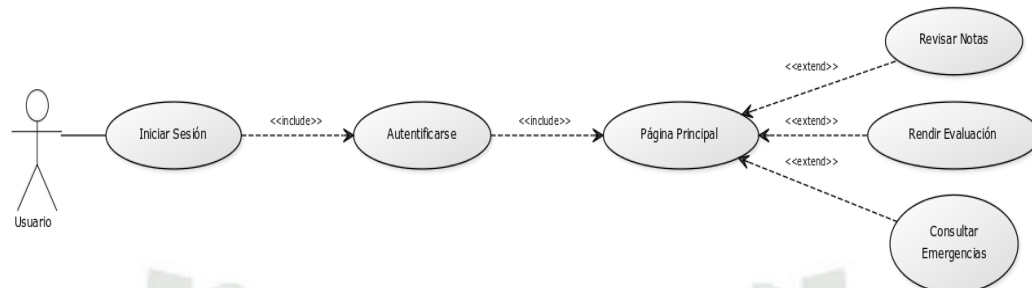 Revisar Notas
<<extend>>
Iniciar Sesión
<<include>>
Autentificarse
<<include>>
Página Principal
<<extend>>
Rendir Evaluación
<<extend>>
Usuario
Consultar
Emergencias